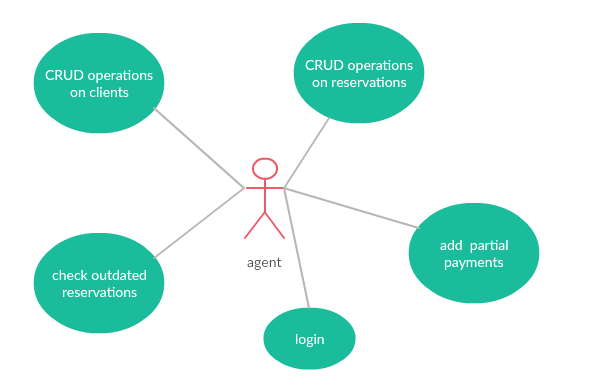 CRUD operations
on clients
CRUD operations
on reservations
agent
check outdated
reservations
add partial
payments
login